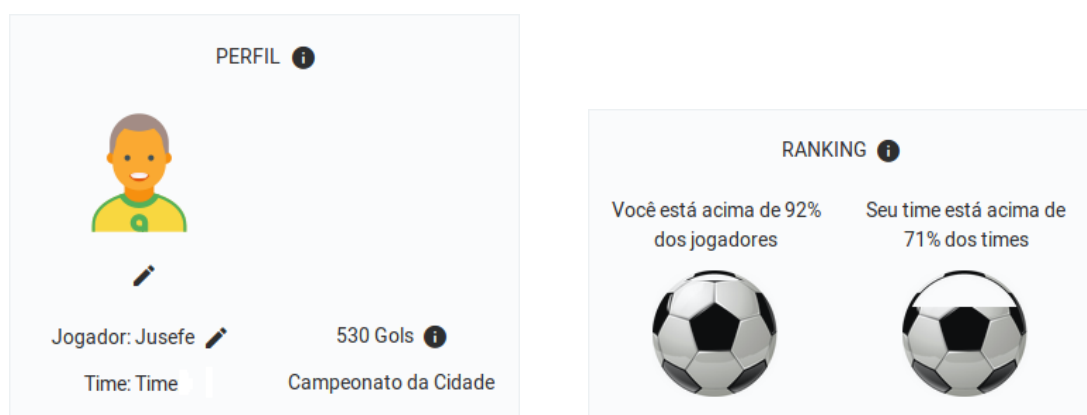 PERFIL
Jogador: Jusefe
530 Gols
Time: Time
Campeonato da Cidade
RANKING
Você está acima de 92%
dos jogadores
Seu time está acima de
71% dos times